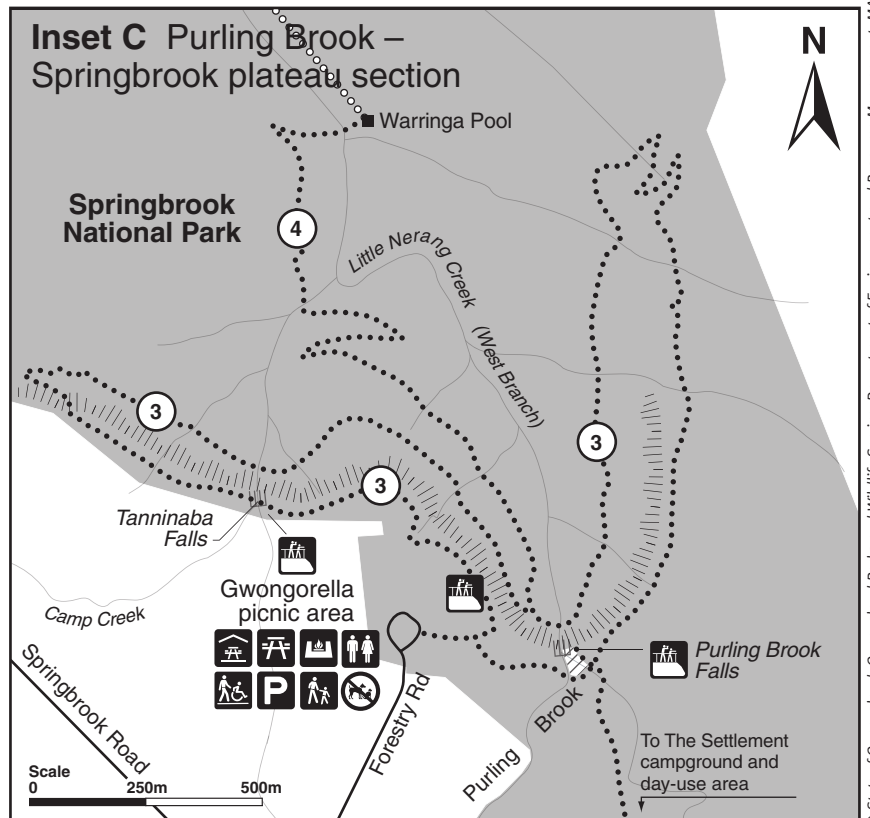 Inset C Purling Brook –
Springbrook plateau section
N
Warringa Pool
Springbrook
National Park
4
Little Nerang Creek (West Branch)
3
3
3
Tanninaba
Falls
Gwongorella
picnic area
Camp Creek
P
Purling Brook
Falls
Springbrook Road
Forestry Rd
Purling Brook
To The Settlement
campground and
day-use area
Scale
0 250m 500m